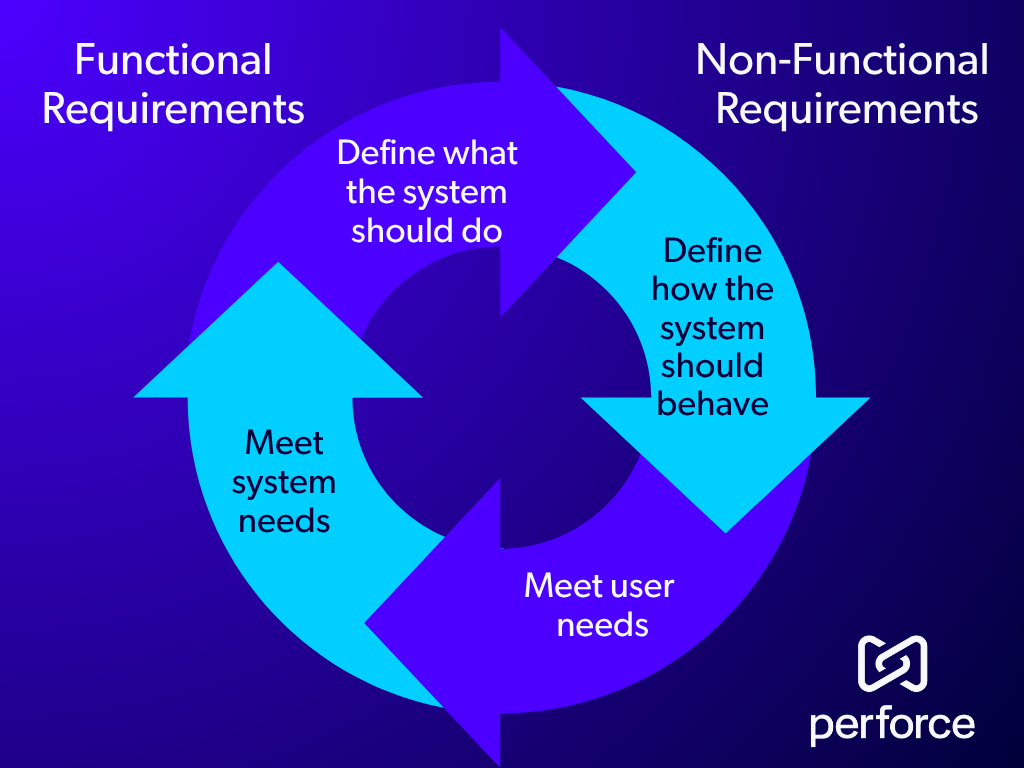 Functional
Requirements
Non-Functional
Requirements
Define what
the system
should do
Define
how the
system
should
behave
Meet
system
needs
Meet user
needs
perforce